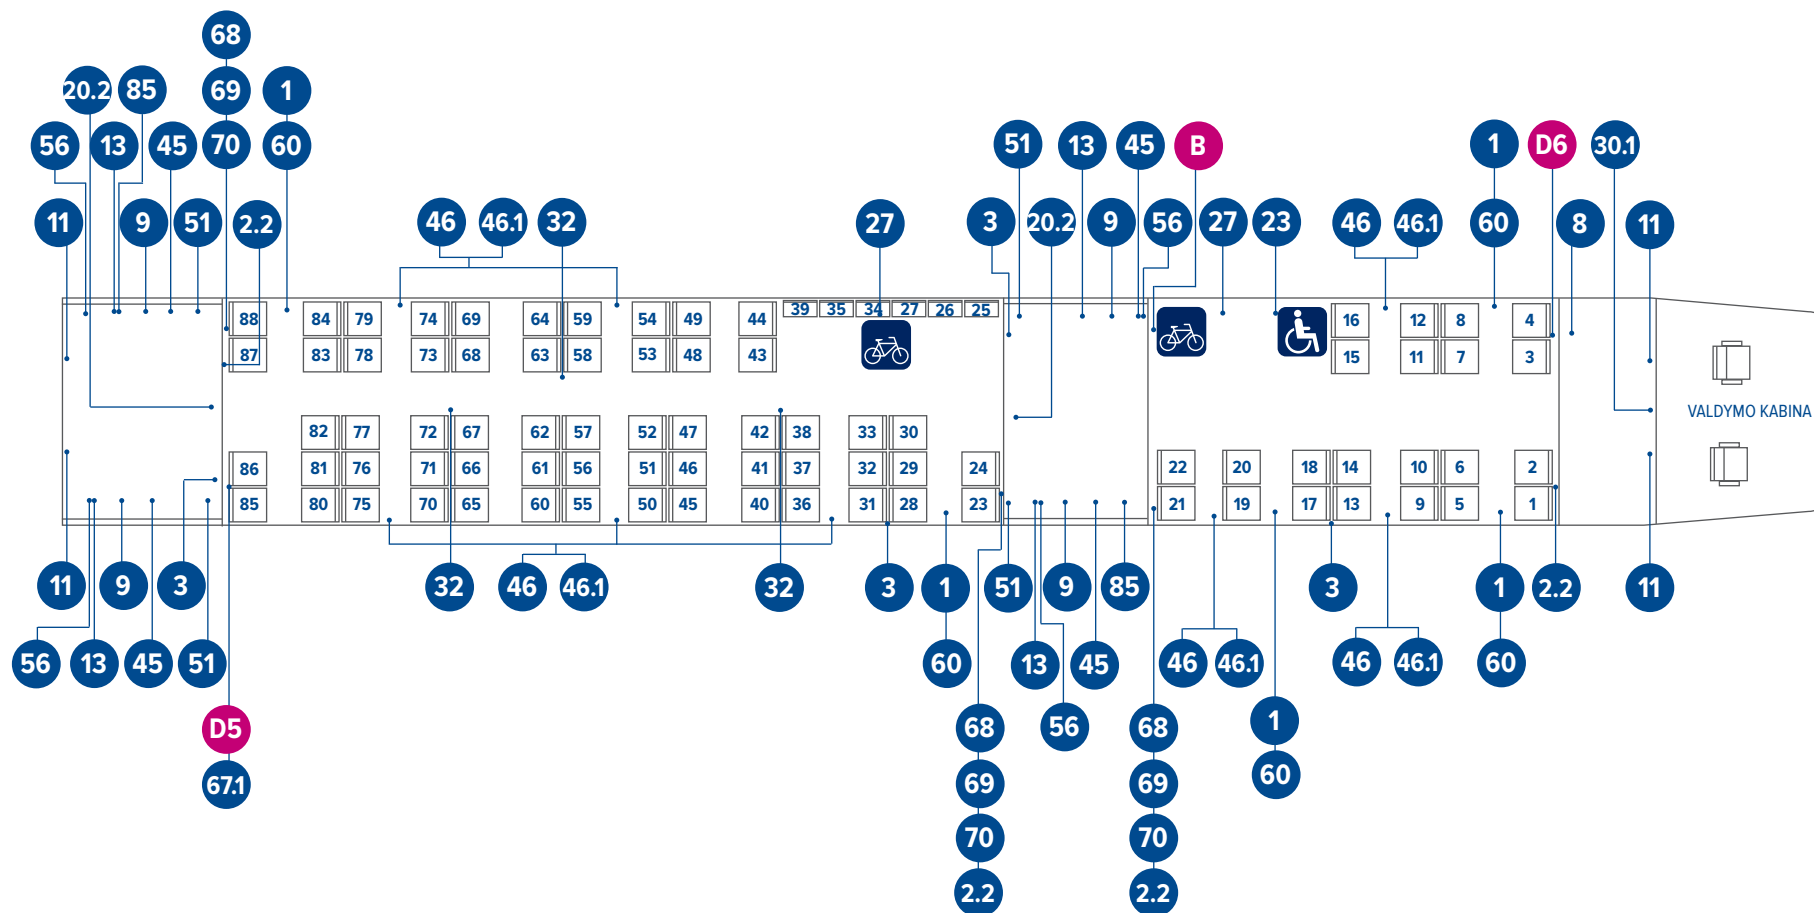 68
20.2 85 69 1
56 13 45 70 60 51 13 45 B 1 D6 30.1
11 9 51 2.2 46 46.1 32 27 3 20.2 9 56 27 23 46 46.1 60 8 11
88 84 79 74 69 64 59 54 49 44 39 35 34 27 26 25 16 12 8 4
87 83 78 73 68 63 58 53 48 43 15 11 7 3
VALDYMO KABINA
82 77 72 67 62 57 52 47 42 38 33 30
86 81 76 71 66 61 56 51 46 41 37 32 29 24 22 20 18 14 10 6 2
85 80 75 70 65 60 55 50 45 40 36 31 28 23 21 19 17 13 9 5 1
11 9 3 32 46 46.1 32 3 1 51 9 85 3 1 2.2 11
56 13 45 51 60 13 45 46 46.1 46 46.1 60
D5 68 56 68 1
67.1 69 69 60
70 70
2.2 2.2